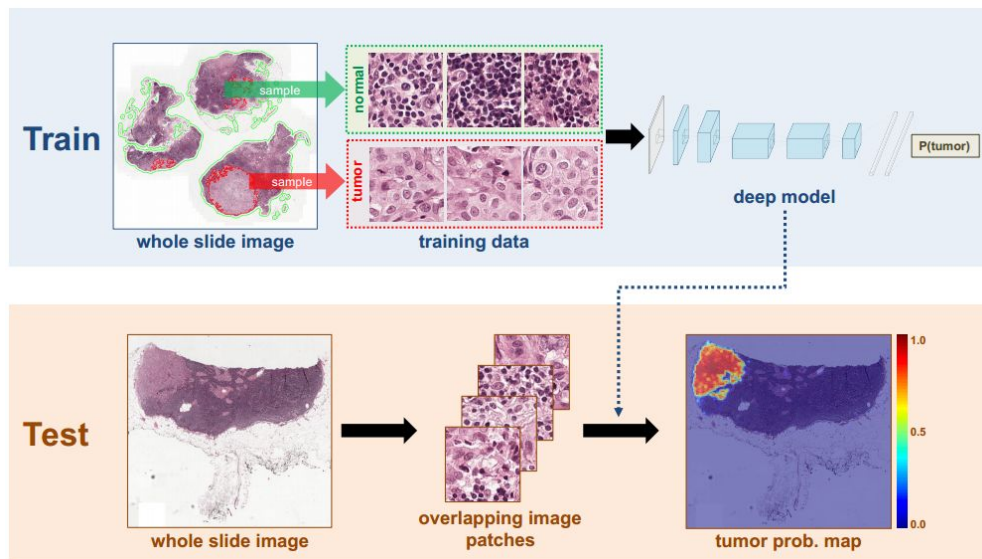 Train
sample
sample
whole slide image
normal
tumor
training data
P(tumor)
deep model
Test
whole slide image
overlapping image
patches
1.0
0.5
0.0
tumor prob. map